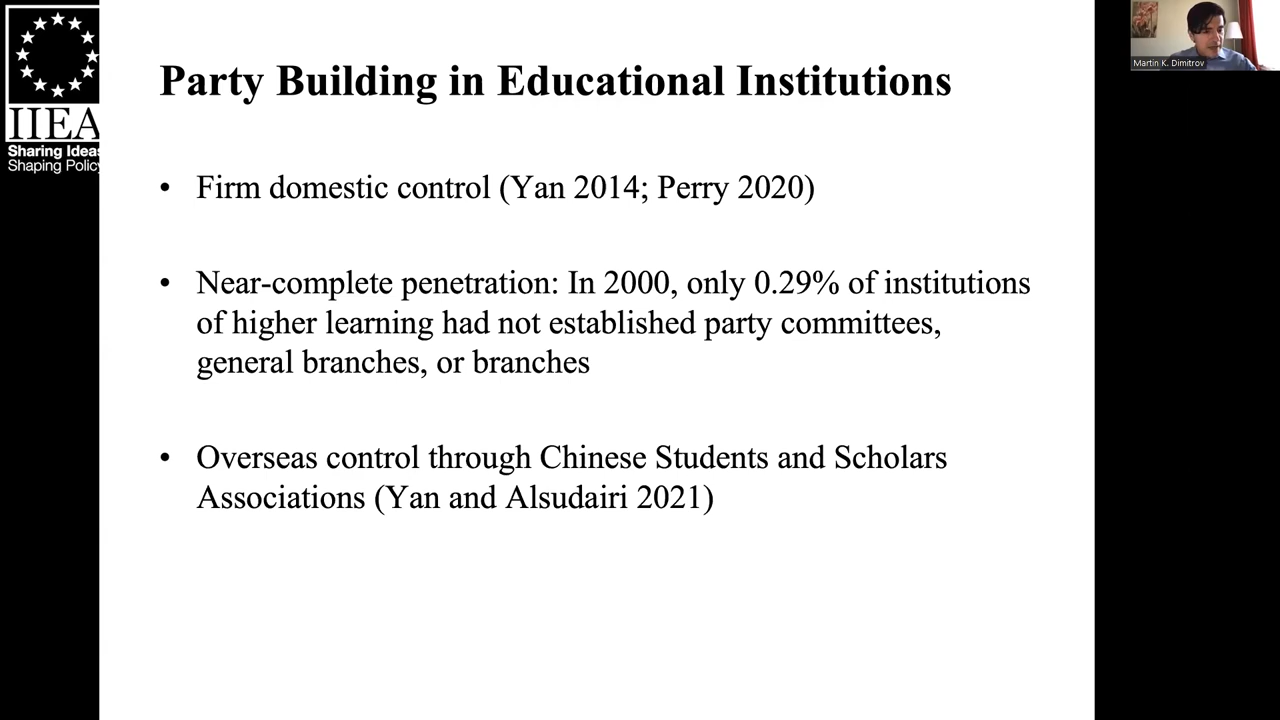 IIEA
Sharing Ideas
Shaping Policy
Martin K. Dimitrov
Party Building in Educational Institutions
• Firm domestic control (Yan 2014; Perry 2020)
• Near-complete penetration: In 2000, only 0.29% of institutions
of higher learning had not established party committees,
general branches, or branches
• Overseas control through Chinese Students and Scholars
Associations (Yan and Alsudairi 2021)